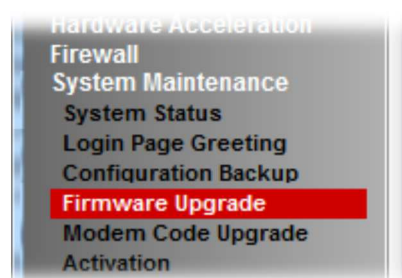 Hardware Acceleration
Firewall
System Maintenance
System Status
Login Page Greeting
Configuration Backup
Firmware Upgrade
Modem Code Upgrade
Activation